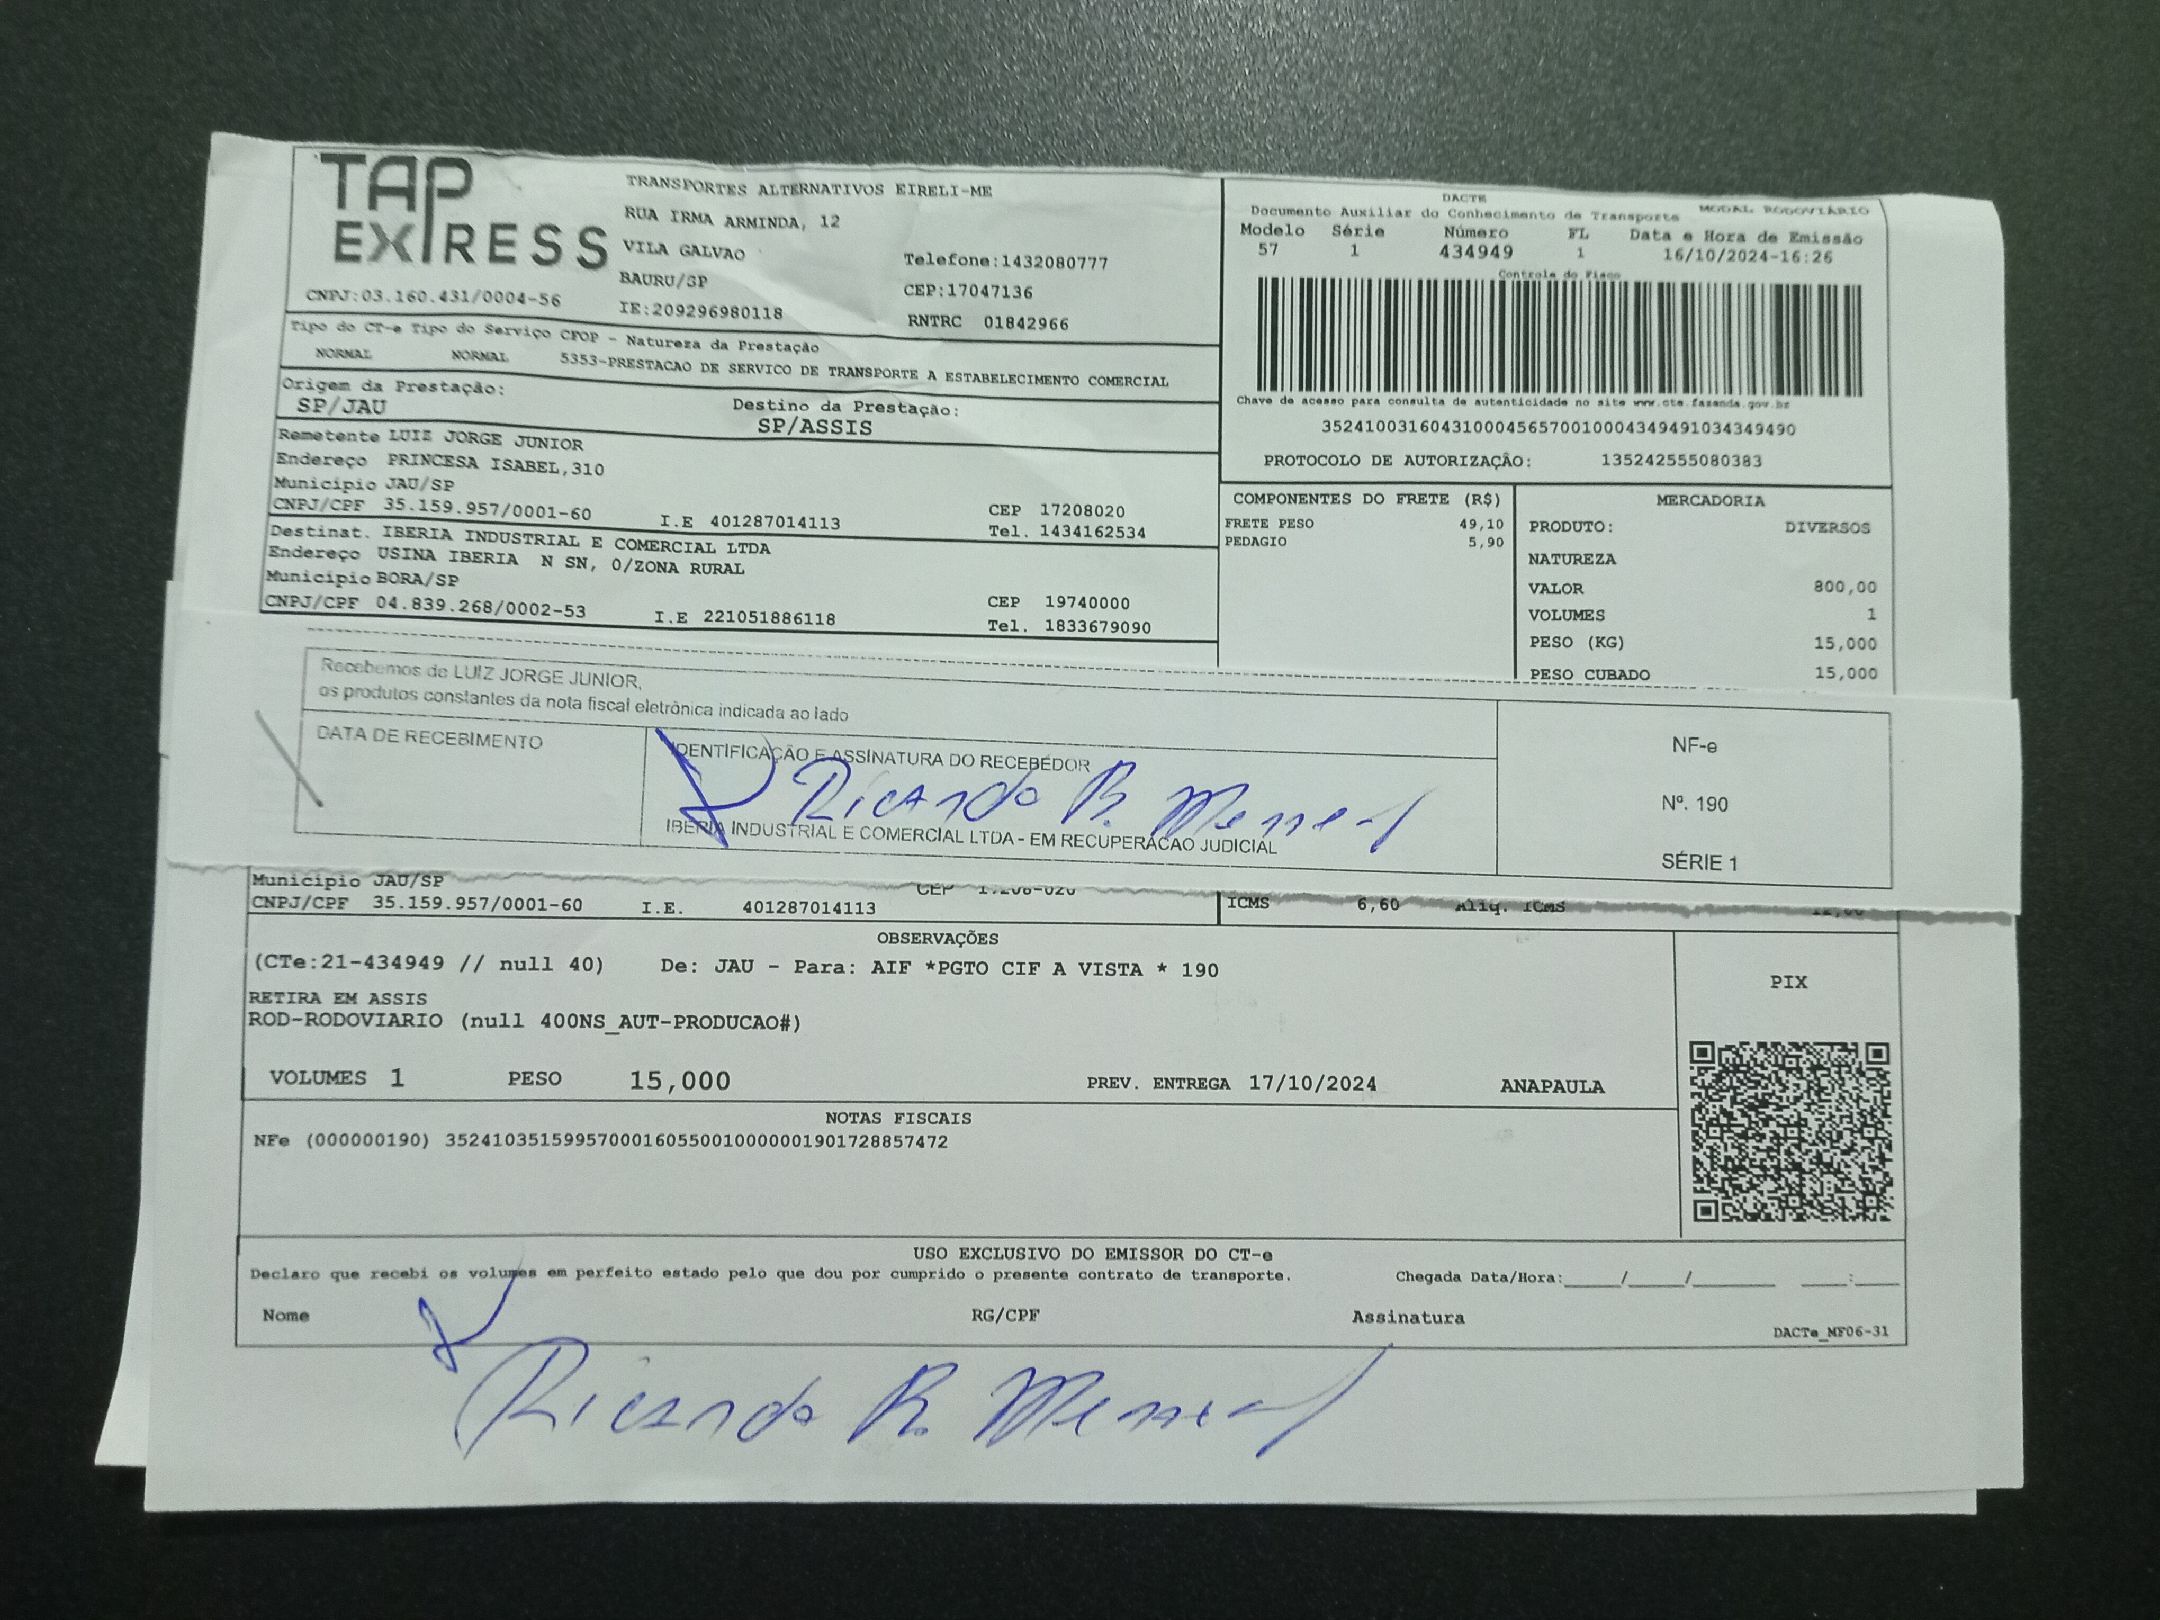 TAP
EXPRESS
CNPJ:03.160.431/0004-56
TRANSPORTES ALTERNATIVOS EIRELI-ME
RUA IRMA ARMINDA, 12
VILA GALVAO
BAURU/SP
IE:209296980118
Telefone:1432080777
CEP:17047136
RNTRC 01842966
DACTE
Documento Auxiliar do Conhecimento de Transporte MODAL RODOVIÁRIO
Modelo Série Número FL Data e Hora de Emissão
57 1 434949 1 16/10/2024-16:26
Controle do Fisco
Chave de acesso para consulta de autenticidade no site www.cte.fazenda.gov.br
35241003160431000456570010004349491034349490
PROTOCOLO DE AUTORIZAÇÃO: 135242555080383
Tipo do CT-e Tipo do Serviço CFOP - Natureza da Prestação
NORMAL NORMAL 5353-PRESTACAO DE SERVICO DE TRANSPORTE A ESTABELECIMENTO COMERCIAL
Origem da Prestação: Destino da Prestação:
SP/JAU SP/ASSIS
Remetente LUIZ JORGE JUNIOR
Endereço PRINCESA ISABEL,310
Município JAU/SP CEP 17208020
CNPJ/CPF 35.159.957/0001-60 I.E 401287014113 Tel. 1434162534
Destinat. IBERIA INDUSTRIAL E COMERCIAL LTDA
Endereço USINA IBERIA N SN, 0/ZONA RURAL
Município BORA/SP CEP 19740000
CNPJ/CPF 04.839.268/0002-53 I.E 221051886118 Tel. 1833679090
COMPONENTES DO FRETE (R$)
FRETE PESO 49,10
PEDAGIO 5,90
MERCADORIA
PRODUTO: DIVERSOS
NATUREZA
VALOR 800,00
VOLUMES 1
PESO (KG) 15,000
PESO CUBADO 15,000
Recebemos de LUIZ JORGE JUNIOR,
os produtos constantes da nota fiscal eletrônica indicada ao lado
DATA DE RECEBIMENTO
IDENTIFICAÇÃO E ASSINATURA DO RECEBEDOR
Ricardo R.
IBERIA INDUSTRIAL E COMERCIAL LTDA - EM RECUPERACAO JUDICIAL
NF-e
Nº. 190
SÉRIE 1
Município JAU/SP CEP
CNPJ/CPF 35.159.957/0001-60 I.E. 401287014113
ICMS 6,60 Aliq. ICMS
OBSERVAÇÕES
(CTe:21-434949 // null 40) De: JAU - Para: AIF *PGTO CIF A VISTA * 190
RETIRA EM ASSIS
ROD-RODOVIARIO (null 400NS_AUT-PRODUCAO#)
VOLUMES 1 PESO 15,000 PREV. ENTREGA 17/10/2024 ANAPAULA
PIX
NOTAS FISCAIS
NFe (000000190) 35241035159957000160550010000001901728857472
USO EXCLUSIVO DO EMISSOR DO CT-e
Declaro que recebi os volumes em perfeito estado pelo que dou por cumprido o presente contrato de transporte. Chegada Data/Hora:_____/_____/_______ ____:____
Nome RG/CPF Assinatura
DACTe_MF06-31
Ricardo R.